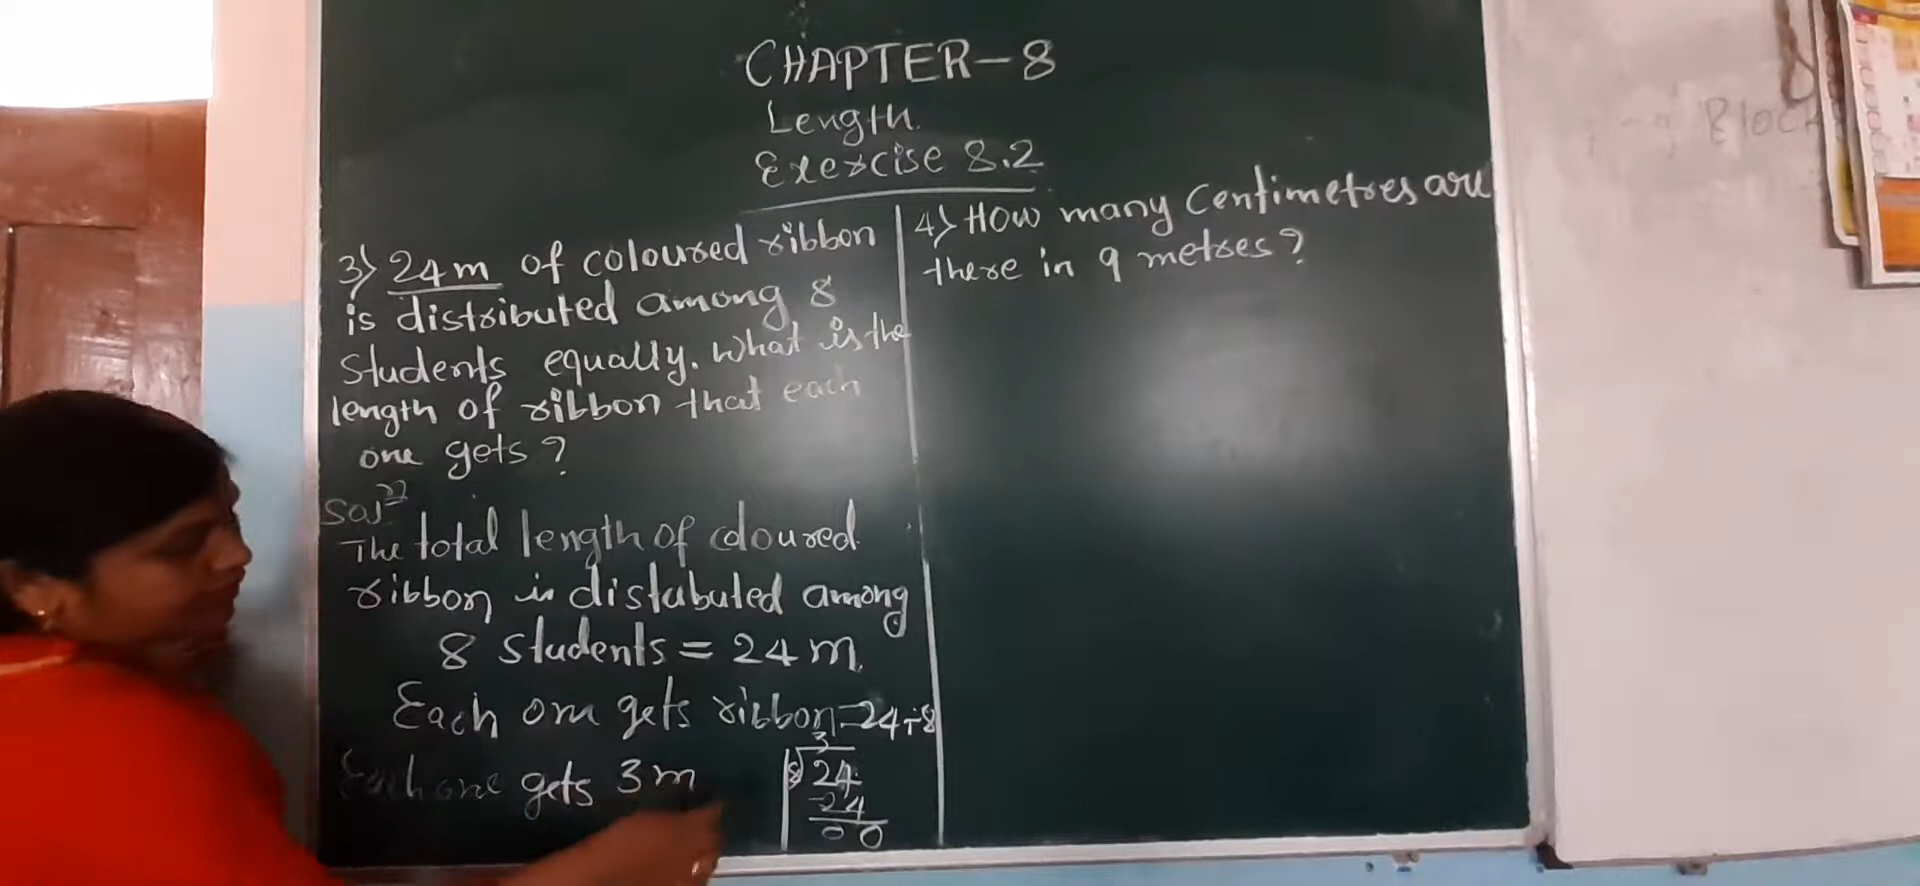 CHAPTER-8
Length.
Exercise 8.2
3) 24m of coloured ribbon
is distributed among 8
students equally. What is the
length of ribbon that each
one gets?
Solⁿ
The total length of coloured
ribbon is distabuted among
8 students = 24 m.
Each one gets ribbon=24÷8
Each one gets 3 m
3
8)24
-24
00
4) How many Centimetres are
there in 9 metres?
Block